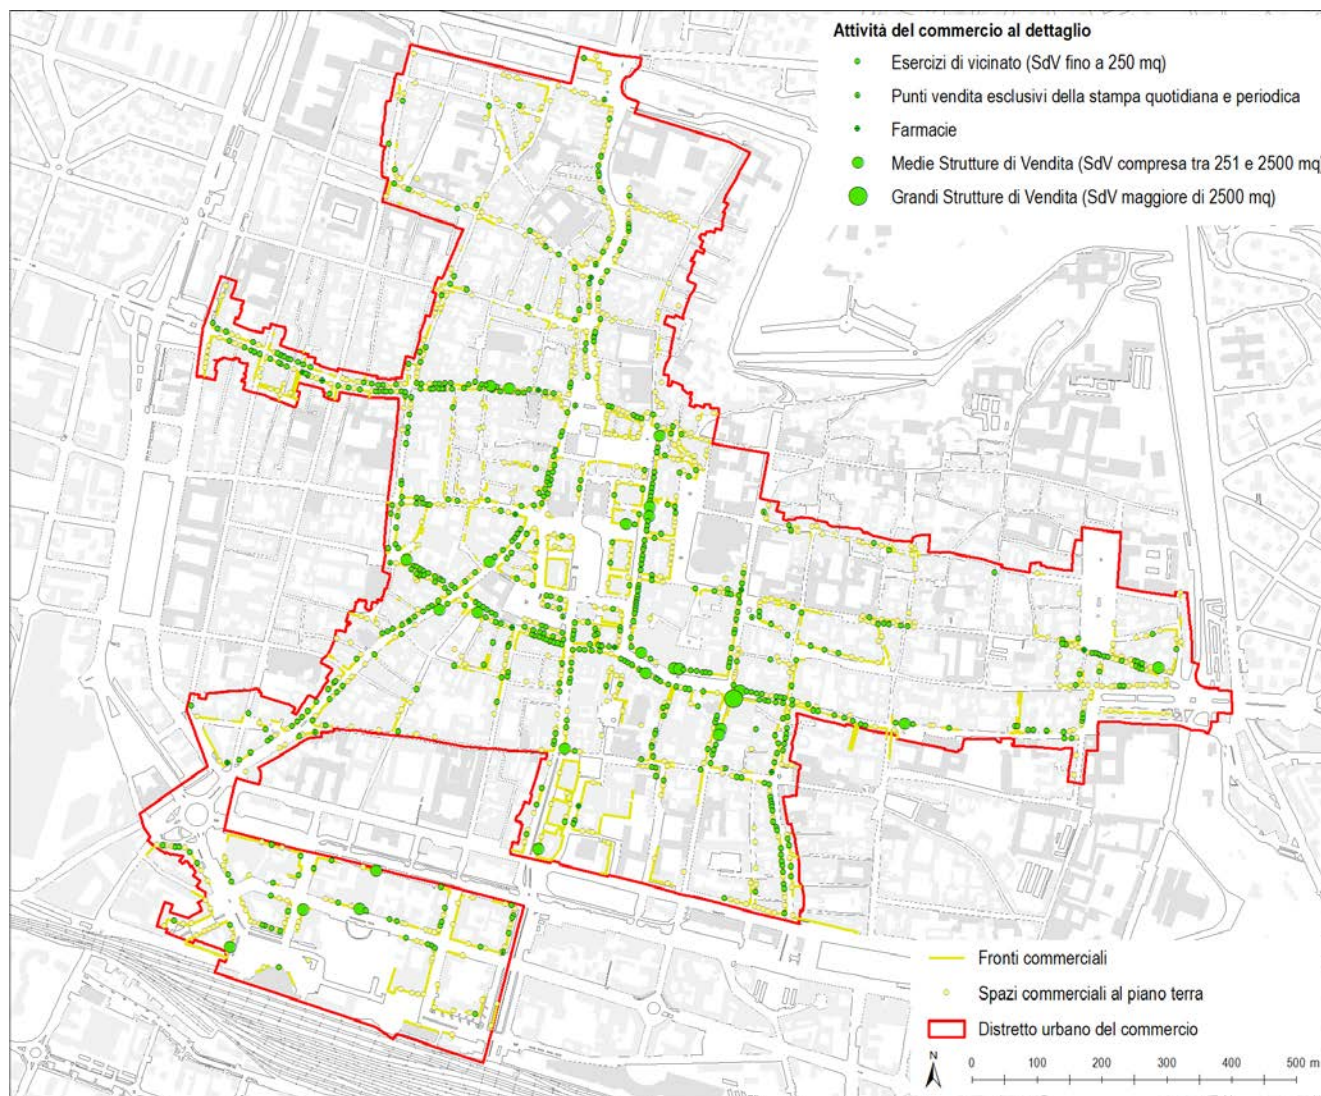 Attività del commercio al dettaglio
Esercizi di vicinato (SdV fino a 250 mq)
Punti vendita esclusivi della stampa quotidiana e periodica
Farmacie
Medie Strutture di Vendita (SdV compresa tra 251 e 2500 mq)
Grandi Strutture di Vendita (SdV maggiore di 2500 mq)
Fronti commerciali
Spazi commerciali al piano terra
Distretto urbano del commercio
N
0 100 200 300 400 500 m